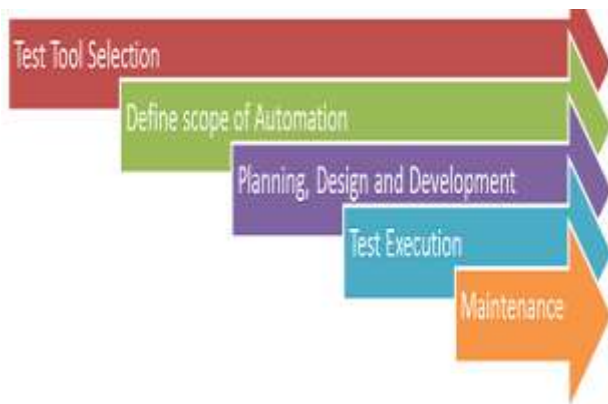 Test Tool Selection
Define scope of Automation
Planning, Design and Development
Test Execution
Maintenance